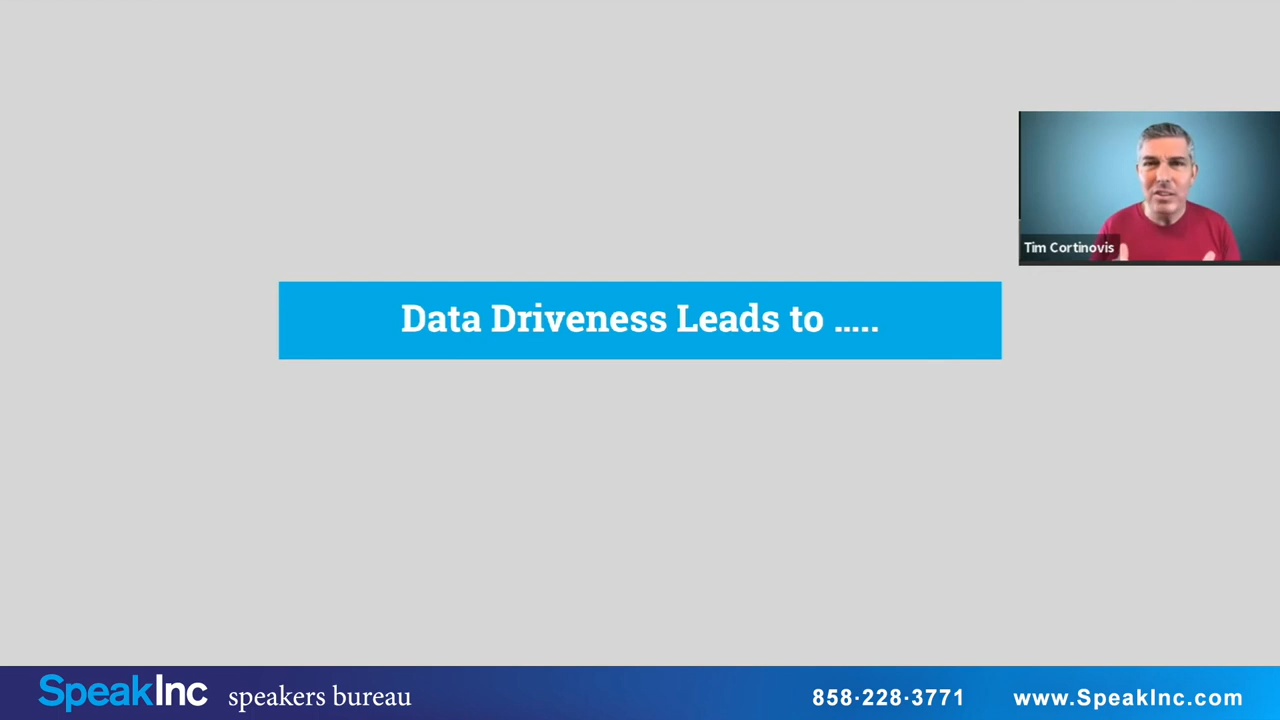 Data Driveness Leads to .....
Tim Cortinovis
SpeakInc speakers bureau
858·228·3771
www.SpeakInc.com